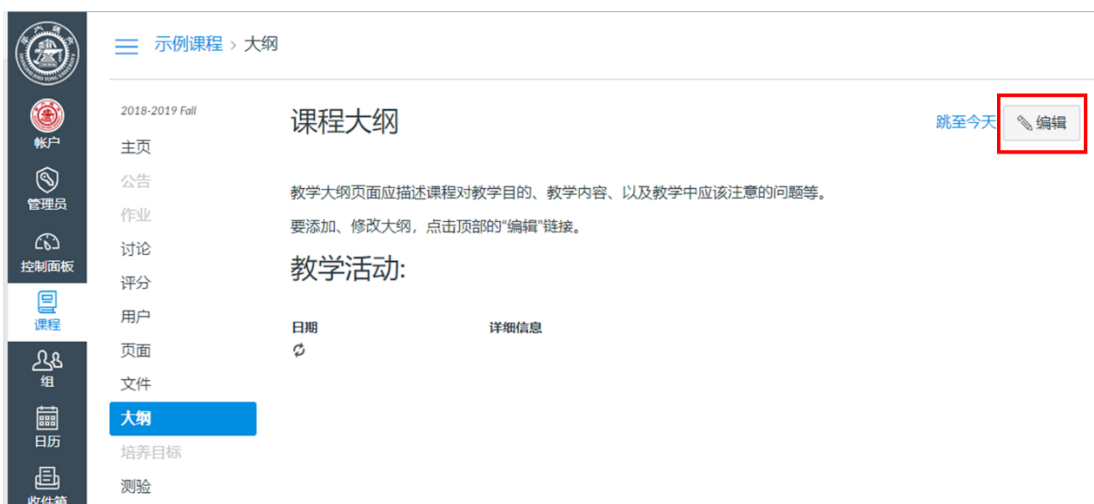 示例课程 > 大纲
帐户
管理员
控制面板
课程
组
日历
收件箱
2018-2019 Fall
主页
公告
作业
讨论
评分
用户
页面
文件
大纲
培养目标
测验
课程大纲
跳至今天
编辑
教学大纲页面应描述课程对教学目的、教学内容、以及教学中应该注意的问题等。
要添加、修改大纲，点击顶部的“编辑”链接。
教学活动:
日期 详细信息